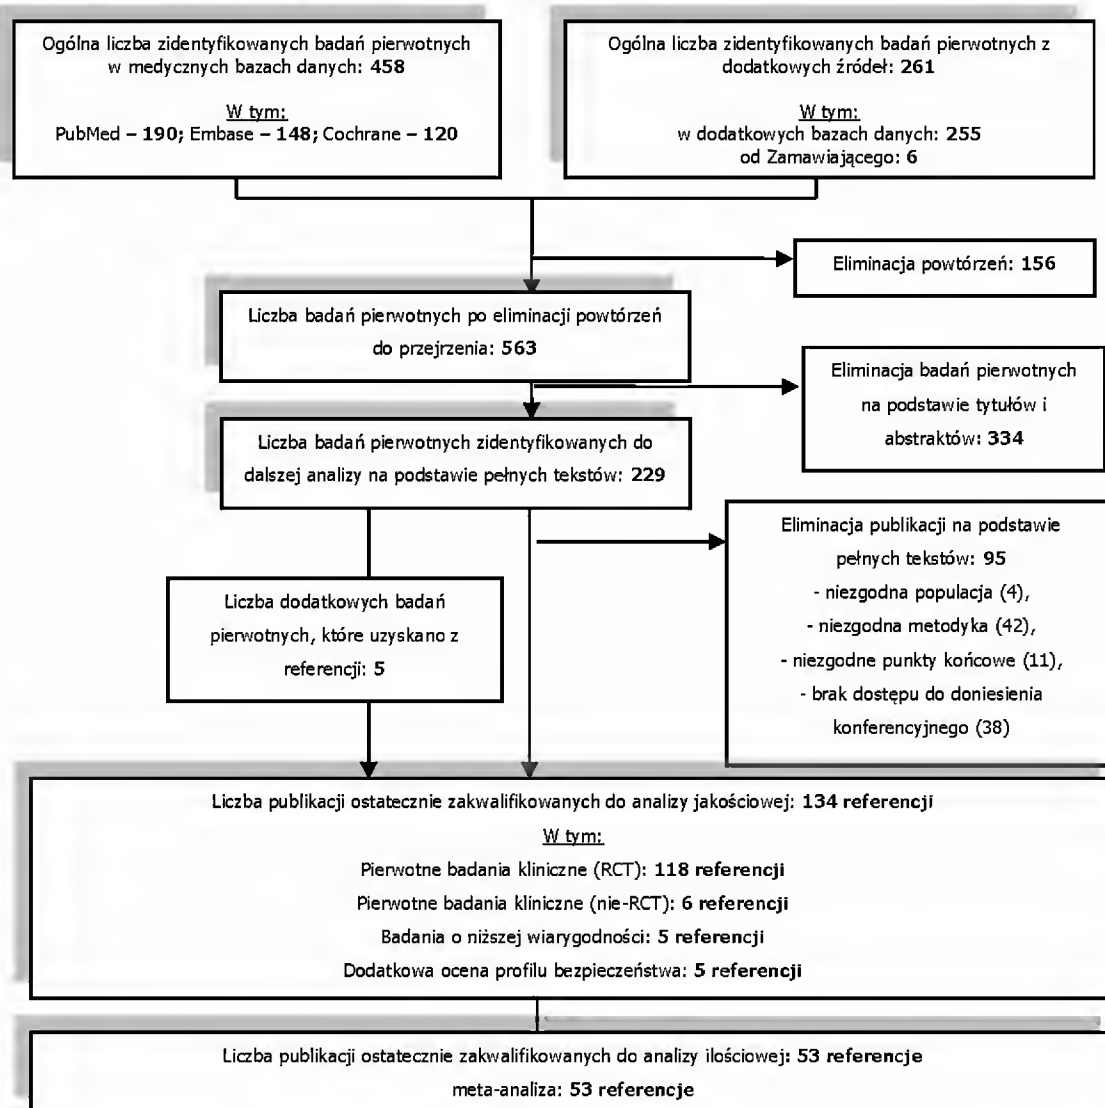 Ogólna liczba zidentyfikowanych badań pierwotnych
w medycznych bazach danych: 458
W tym:
PubMed – 190; Embase – 148; Cochrane – 120
Ogólna liczba zidentyfikowanych badań pierwotnych z
dodatkowych źródeł: 261
W tym:
w dodatkowych bazach danych: 255
od Zamawiającego: 6
Eliminacja powtórzeń: 156
Liczba badań pierwotnych po eliminacji powtórzeń
do przejrzenia: 563
Eliminacja badań pierwotnych
na podstawie tytułów i
abstraktów: 334
Liczba badań pierwotnych zidentyfikowanych do
dalszej analizy na podstawie pełnych tekstów: 229
Eliminacja publikacji na podstawie
pełnych tekstów: 95
- niezgodna populacja (4),
- niezgodna metodyka (42),
- niezgodne punkty końcowe (11),
- brak dostępu do doniesienia
konferencyjnego (38)
Liczba dodatkowych badań
pierwotnych, które uzyskano z
referencji: 5
Liczba publikacji ostatecznie zakwalifikowanych do analizy jakościowej: 134 referencji
W tym:
Pierwotne badania kliniczne (RCT): 118 referencji
Pierwotne badania kliniczne (nie-RCT): 6 referencji
Badania o niższej wiarygodności: 5 referencji
Dodatkowa ocena profilu bezpieczeństwa: 5 referencji
Liczba publikacji ostatecznie zakwalifikowanych do analizy ilościowej: 53 referencje
meta-analiza: 53 referencje